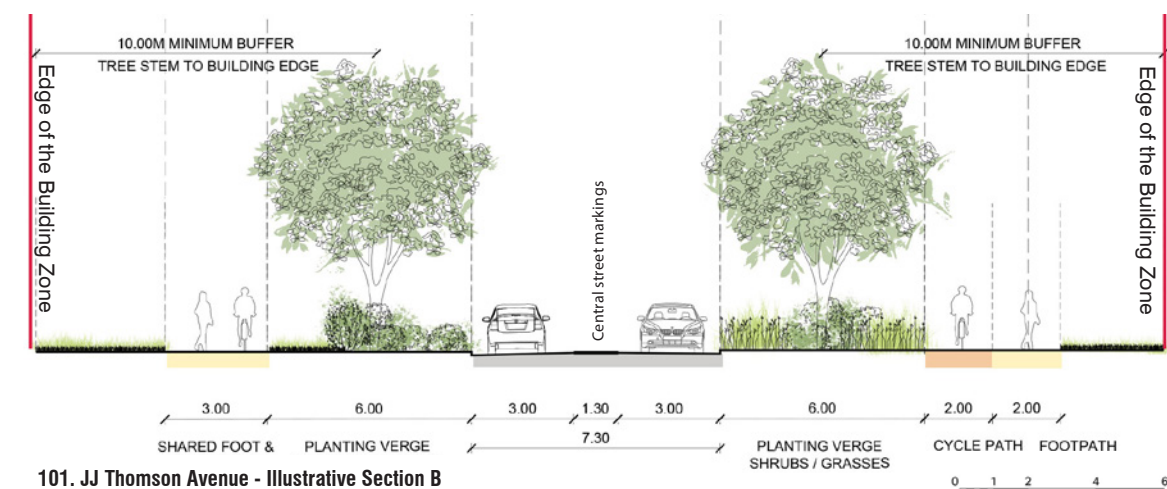 10.00M MINIMUM BUFFER
TREE STEM TO BUILDING EDGE
10.00M MINIMUM BUFFER
TREE STEM TO BUILDING EDGE
Edge of the Building Zone
Central street markings
Edge of the Building Zone
3.00 6.00 3.00 1.30 3.00 6.00 2.00 2.00
7.30
SHARED FOOT & PLANTING VERGE
PLANTING VERGE
SHRUBS / GRASSES
CYCLE PATH FOOTPATH
101. JJ Thomson Avenue - Illustrative Section B
0 1 2 4 6